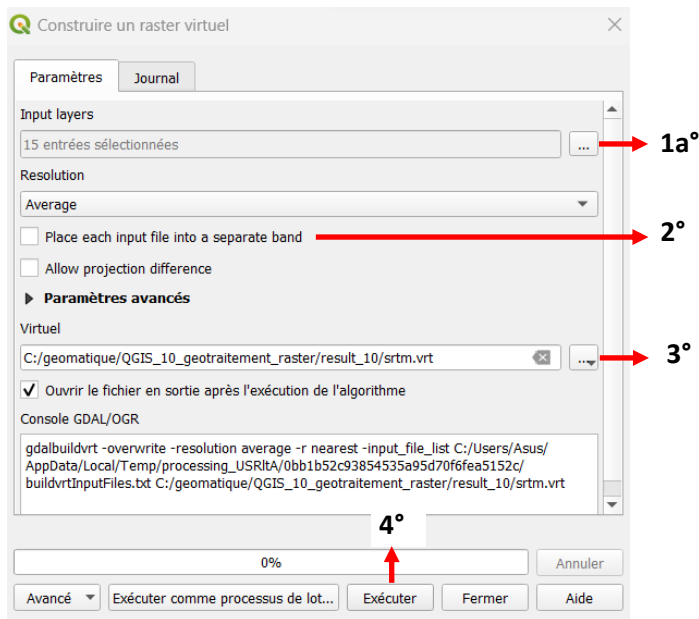 Construire un raster virtuel
Paramètres Journal
Input layers
15 entrées sélectionnées ... 1a°
Resolution
Average
Place each input file into a separate band 2°
Allow projection difference
Paramètres avancés
Virtuel
C:/geomatique/QGIS_10_geotraitement_raster/result_10/srtm.vrt ... 3°
Ouvrir le fichier en sortie après l'exécution de l'algorithme
Console GDAL/OGR
gdalbuildvrt -overwrite -resolution average -r nearest -input_file_list C:/Users/Asus/
AppData/Local/Temp/processing_USRltA/0bb1b52c93854535a95d70f6fea5152c/
buildvrtInputFiles.txt C:/geomatique/QGIS_10_geotraitement_raster/result_10/srtm.vrt
4°
0% Annuler
Avancé Exécuter comme processus de lot... Exécuter Fermer Aide